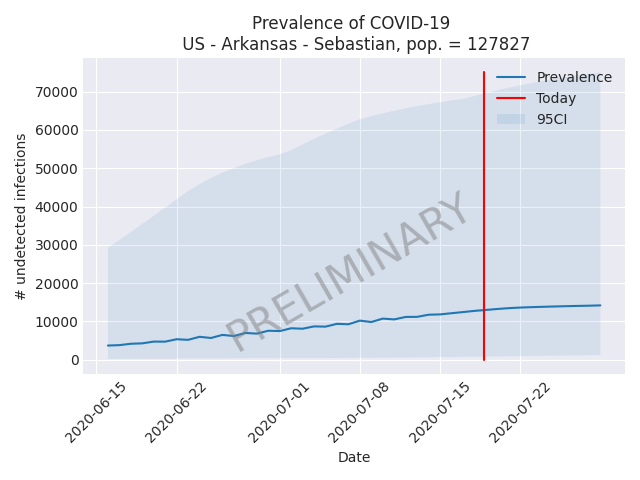 Prevalence of COVID-19
US - Arkansas - Sebastian, pop. = 127827
Prevalence
Today
95CI
# undetected infections
70000
60000
50000
40000
30000
20000
10000
0
PRELIMINARY
2020-06-15
2020-06-22
2020-07-01
2020-07-08
2020-07-15
2020-07-22
Date